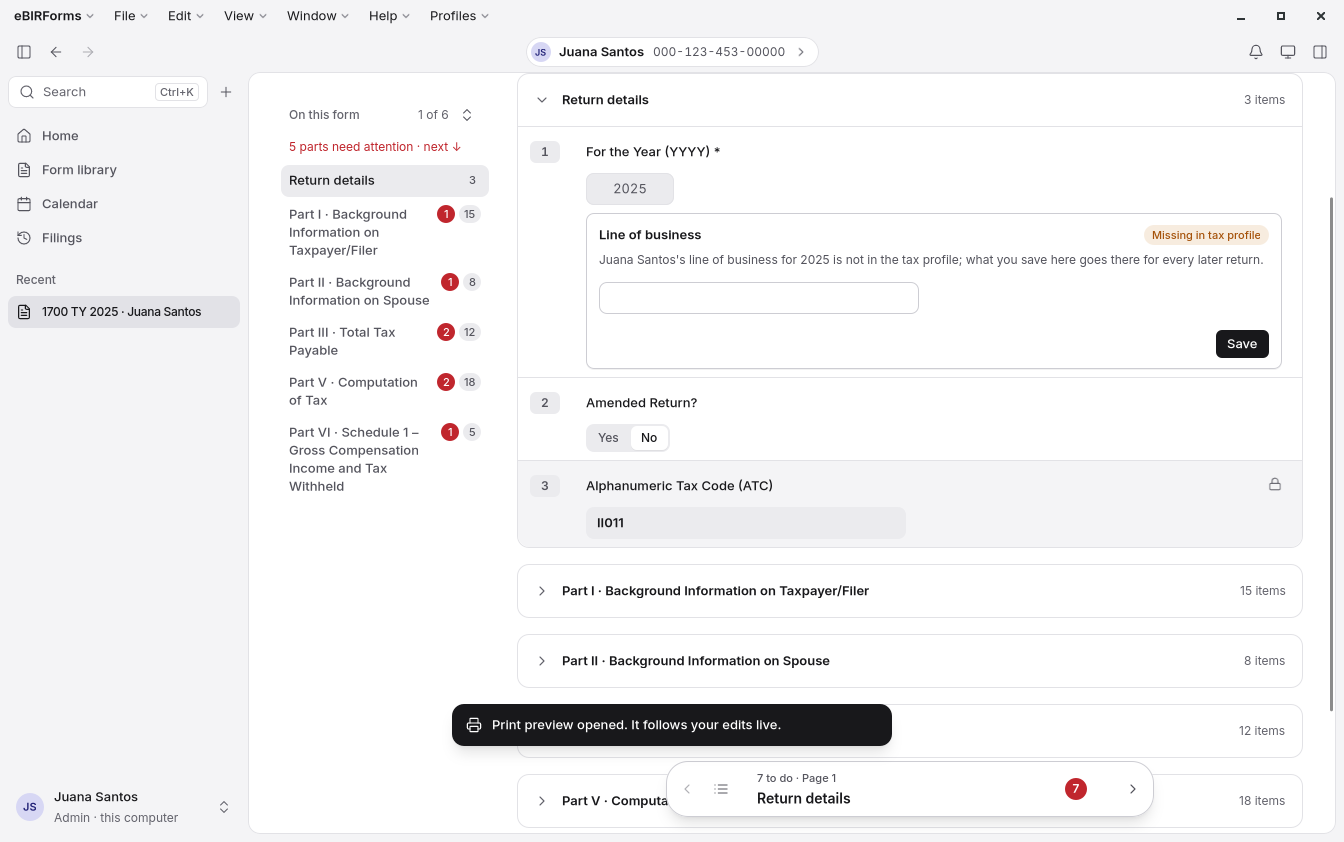 eBIRForms File Edit View Window Help Profiles
JS Juana Santos 000-123-453-00000
Search Ctrl+K
Home
Form library
Calendar
Filings
Recent
1700 TY 2025 · Juana Santos
JS Juana Santos
Admin · this computer
On this form 1 of 6
5 parts need attention · next ↓
Return details 3
Part I · Background 1 15
Information on
Taxpayer/Filer
Part II · Background 1 8
Information on Spouse
Part III · Total Tax 2 12
Payable
Part V · Computation 2 18
of Tax
Part VI · Schedule 1 – 1 5
Gross Compensation
Income and Tax
Withheld
Return details 3 items
1 For the Year (YYYY) *
2025
Line of business Missing in tax profile
Juana Santos's line of business for 2025 is not in the tax profile; what you save here goes there for every later return.
Save
2 Amended Return?
Yes No
3 Alphanumeric Tax Code (ATC)
II011
Part I · Background Information on Taxpayer/Filer 15 items
Part II · Background Information on Spouse 8 items
Print preview opened. It follows your edits live.
12 items
Part V · Computa 18 items
7 to do · Page 1
Return details 7